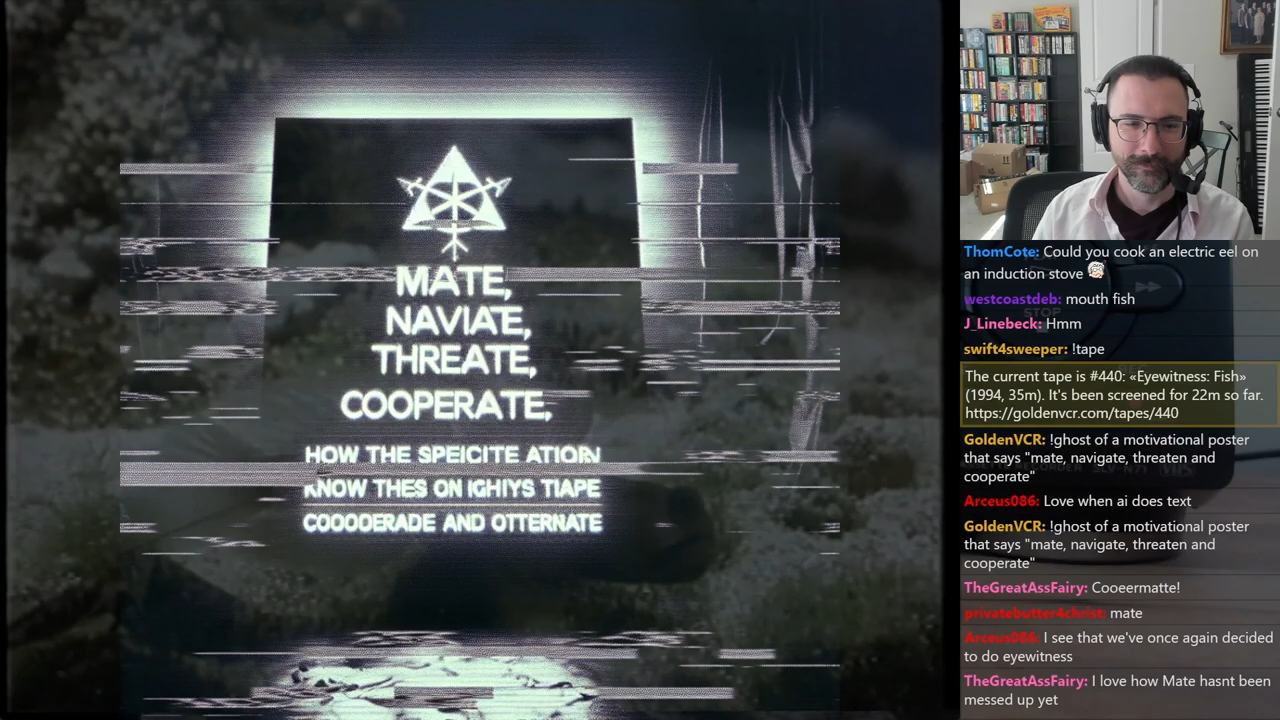 MATE,
NAVIATE,
THREATE,
COOPERATE,
HOW THE SPEICITE ATION
KNOW THES ON IGHIYS TIAPE
COOODERADE AND OTTERNATE
ThomCote: Could you cook an electric eel on
an induction stove
westcoastdeb: mouth fish
STOP
J_Linebeck: Hmm
swift4sweeper: !tape
The current tape is #440: «Eyewitness: Fish»
(1994, 35m). It's been screened for 22m so far.
https://goldenvcr.com/tapes/440
GoldenVCR: !ghost of a motivational poster
that says "mate, navigate, threaten and
cooperate"
Arceus086: Love when ai does text
GoldenVCR: !ghost of a motivational poster
that says "mate, navigate, threaten and
cooperate"
TheGreatAssFairy: Cooeermatte!
privatebutter4christ: mate
Arceus086: I see that we've once again decided
to do eyewitness
TheGreatAssFairy: I love how Mate hasnt been
messed up yet